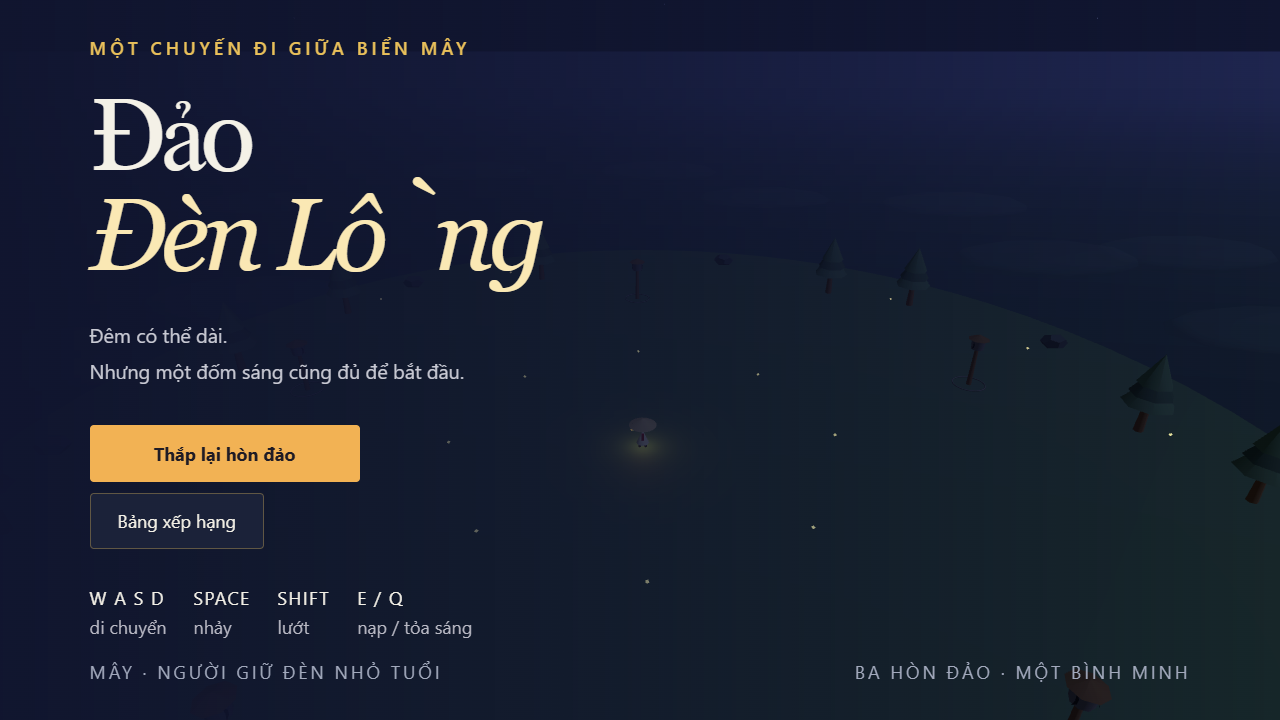 MỘT CHUYẾN ĐI GIỮA BIỂN MÂY
Đảo
Đèn Lồng
Đêm có thể dài.
Nhưng một đốm sáng cũng đủ để bắt đầu.
Thắp lại hòn đảo
Bảng xếp hạng
W A S D SPACE SHIFT E / Q
di chuyển nhảy lướt nạp / tỏa sáng
MÂY · NGƯỜI GIỮ ĐÈN NHỎ TUỔI
BA HÒN ĐẢO · MỘT BÌNH MINH